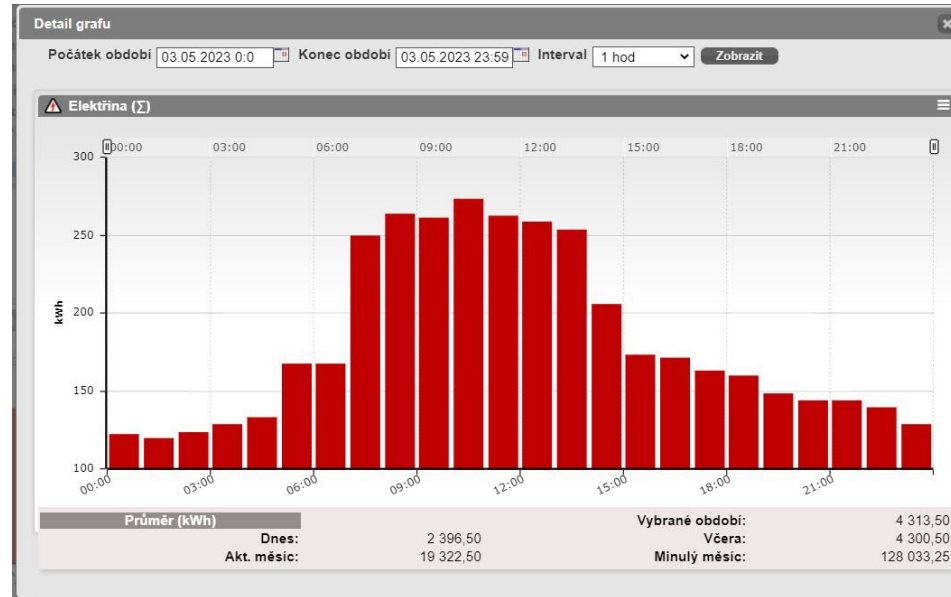 Detail grafu
Počátek období 03.05.2023 0:0 Konec období 03.05.2023 23:59 Interval 1 hod Zobrazit
Elektřina (∑)
00:00 03:00 06:00 09:00 12:00 15:00 18:00 21:00
300
250
200
150
100
kWh
00:00 03:00 06:00 09:00 12:00 15:00 18:00 21:00
Průměr (kWh) Vybrané období: 4 313,50
Dnes: 2 396,50 Včera: 4 300,50
Akt. měsíc: 19 322,50 Minulý měsíc: 128 033,25